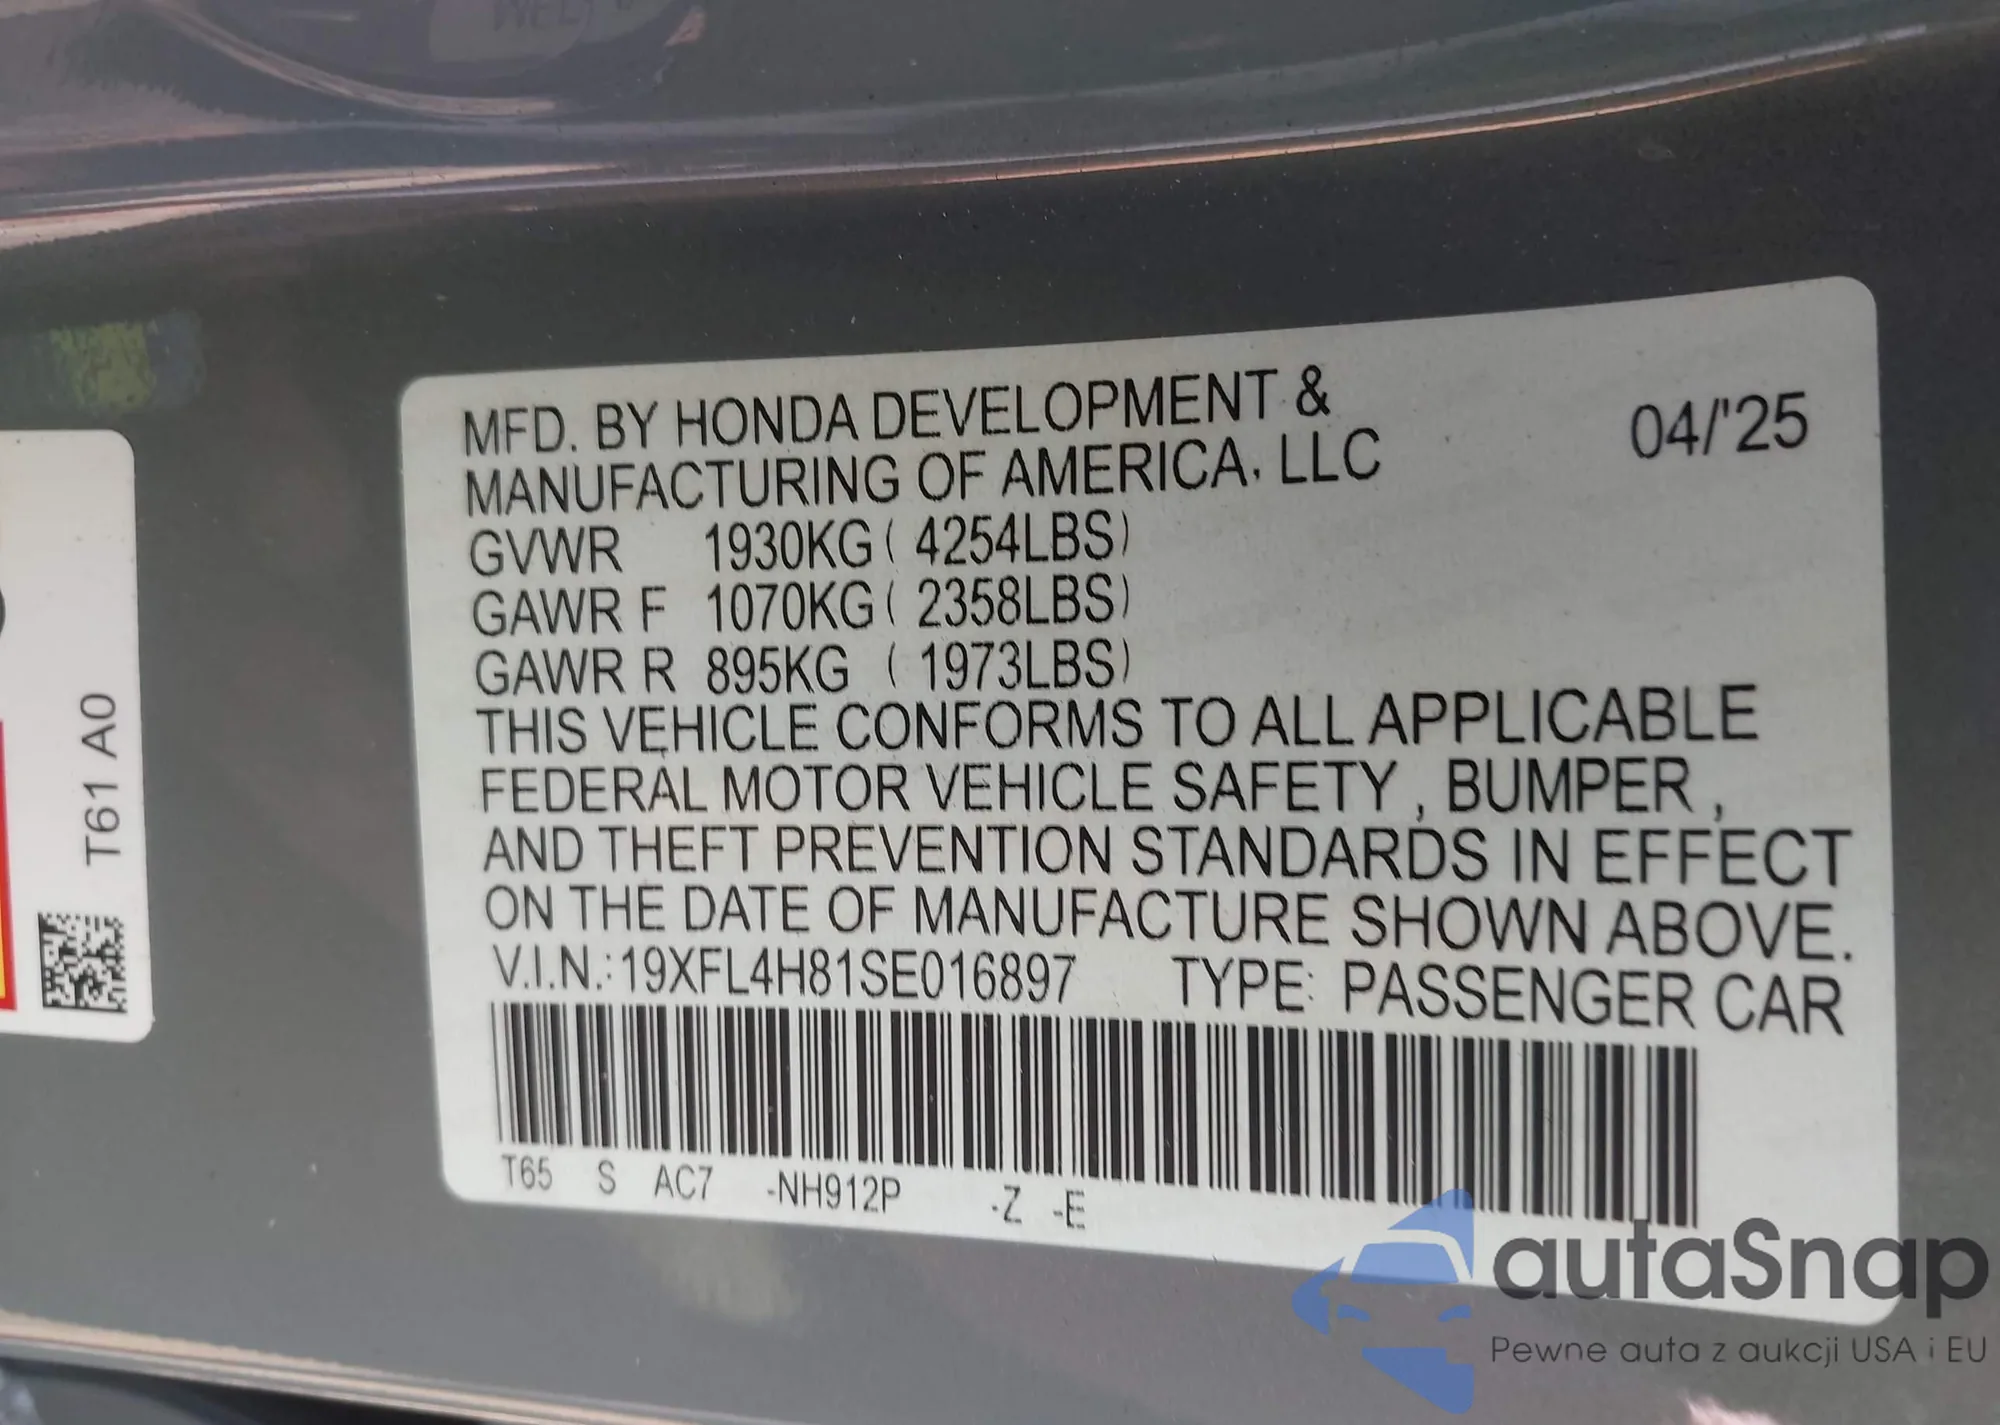 MFD. BY HONDA DEVELOPMENT &
MANUFACTURING OF AMERICA, LLC
04/'25
GVWR 1930KG ( 4254LBS)
GAWR F 1070KG ( 2358LBS)
GAWR R 895KG ( 1973LBS)
THIS VEHICLE CONFORMS TO ALL APPLICABLE
FEDERAL MOTOR VEHICLE SAFETY , BUMPER ,
AND THEFT PREVENTION STANDARDS IN EFFECT
ON THE DATE OF MANUFACTURE SHOWN ABOVE.
V.I.N.: 19XFL4H81SE016897 TYPE: PASSENGER CAR
T65 S AC7 -NH912P -Z -E
T61 A0
autaSnap
Pewne auta z aukcji USA i EU